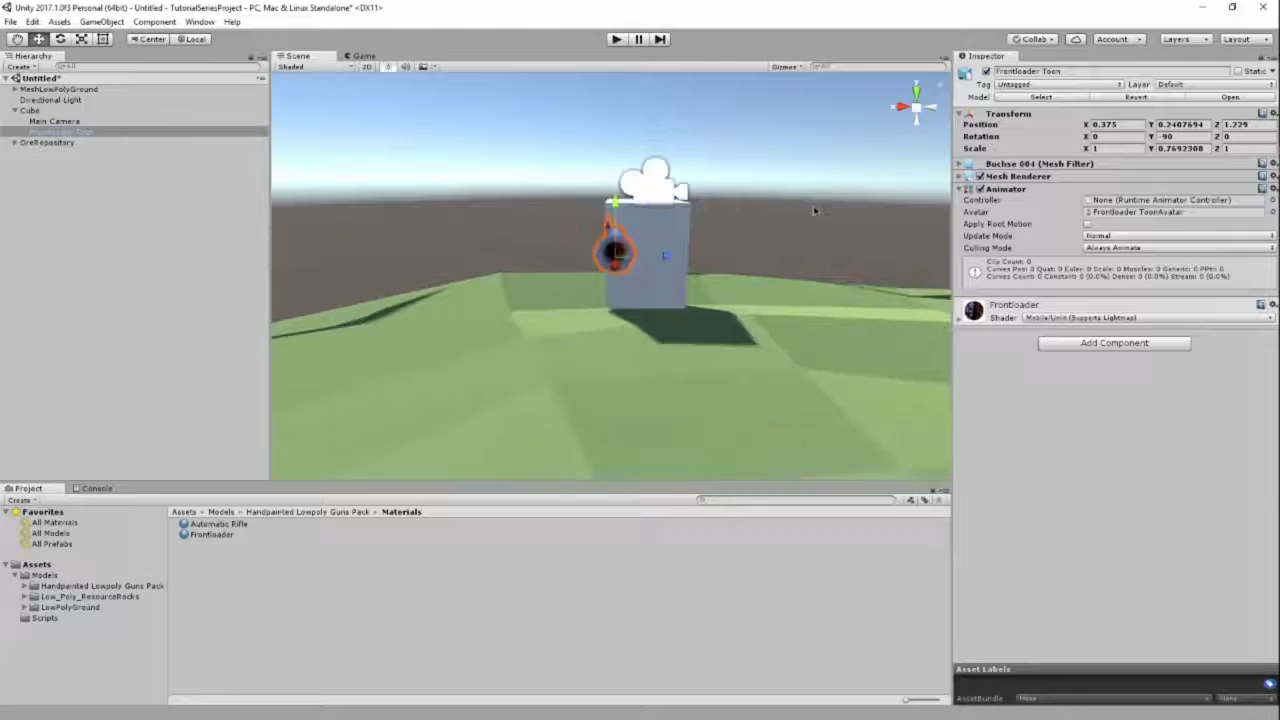 Unity 2017.1.0f3 Personal (64bit) - Untitled - TutorialSeriesProject - PC, Mac & Linux Standalone* <DX11>
File Edit Assets GameObject Component Window Help
Center Local Collab Account Layers Layout
Hierarchy
Create
Untitled*
MeshLowPolyGround
Directional Light
Cube
Main Camera
Frontloader Toon
OreRepository
Scene Game
Shaded 2D Gizmos
Inspector
Frontloader Toon Static
Tag Untagged Layer Default
Model Select Revert Open
Transform
Position X 0.375 Y 0.2407694 Z 1.229
Rotation X 0 Y -90 Z 0
Scale X 1 Y 0.7692308 Z 1
Buchse 004 (Mesh Filter)
Mesh Renderer
Animator
Controller None (Runtime Animator Controller)
Avatar Frontloader ToonAvatar
Apply Root Motion
Update Mode Normal
Culling Mode Always Animate
Clip Count: 0
Curves Pos: 0 Quat: 0 Euler: 0 Scale: 0 Muscles: 0 Generic: 0 PPtr: 0
Curves Count: 0 Constant: 0 (0.0%) Dense: 0 (0.0%) Stream: 0 (0.0%)
Frontloader
Shader Mobile/Unlit (Supports Lightmap)
Add Component
Project Console
Create
Favorites
All Materials
All Models
All Prefabs
Assets
Models
Handpainted Lowpoly Guns Pack
Low_Poly_ResourceRocks
LowPolyGround
Scripts
Assets Models Handpainted Lowpoly Guns Pack Materials
Automatic Rifle
Frontloader
Asset Labels
AssetBundle None None